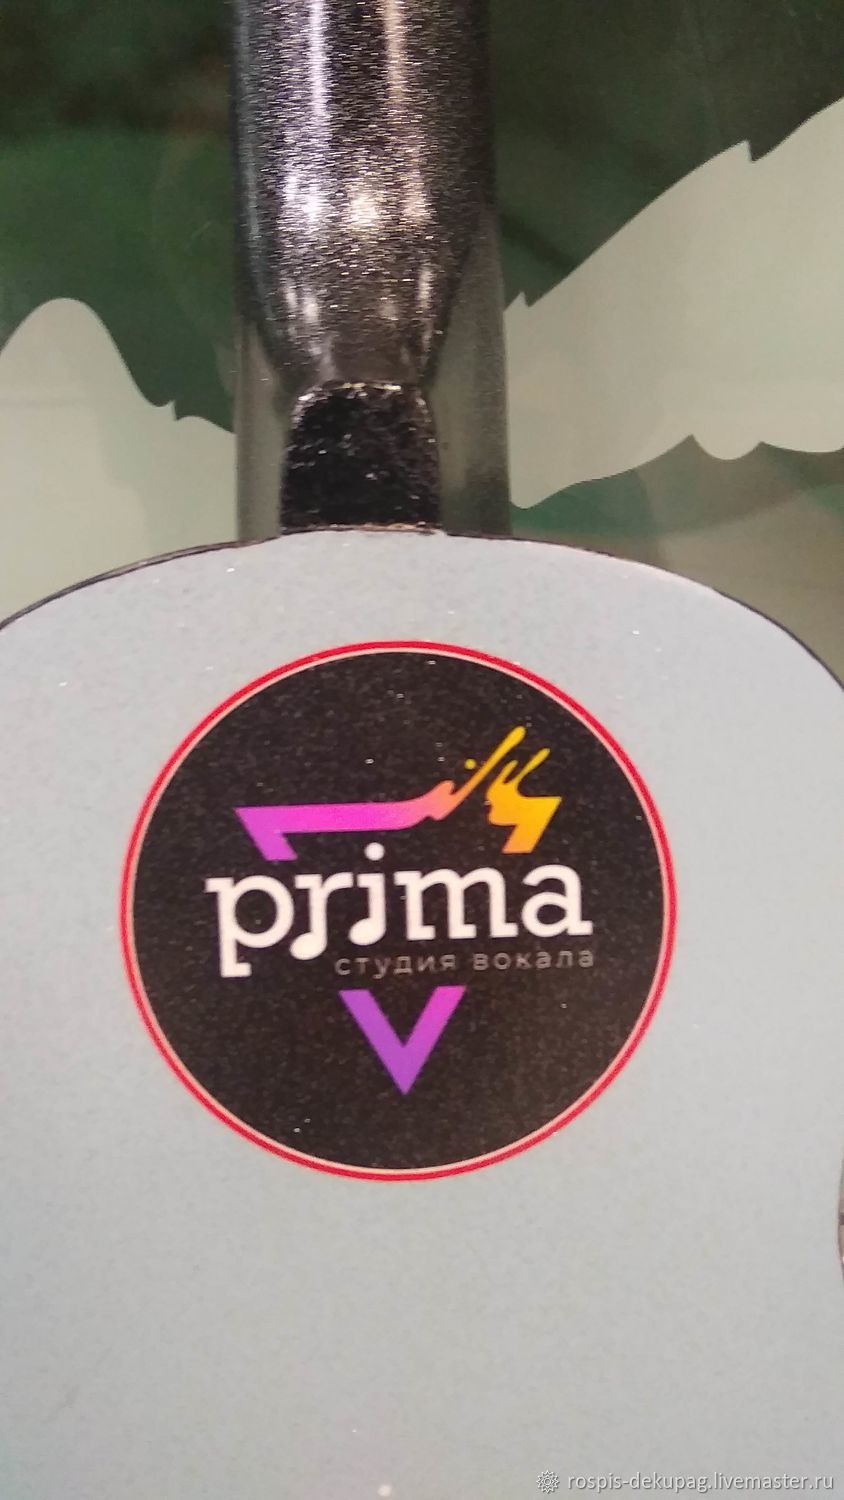 prima
студия вокала
rospis-dekupag.livemaster.ru